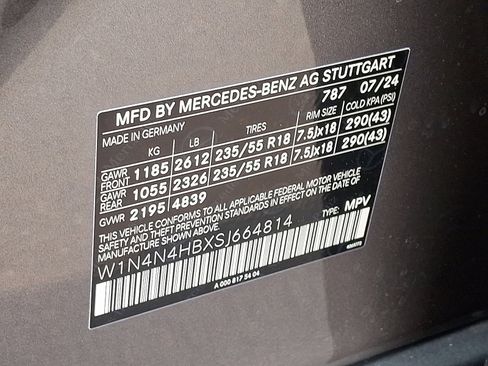 MFD BY MERCEDES-BENZ AG STUTTGART
787 07/24
MADE IN GERMANY
KG LB TIRES RIM SIZE COLD KPA (PSI)
GAWR FRONT 1185 2612 235/55 R18 7.5Jx18 290(43)
GAWR REAR 1055 2326 235/55 R18 7.5Jx18 290(43)
GVWR 2195 4839
THIS VEHICLE CONFORMS TO ALL APPLICABLE FEDERAL MOTOR VEHICLE
SAFETY STANDARDS IN EFFECT ON THE DATE OF
MANUFACTURE SHOWN ABOVE.
W1N4N4HBXSJ664814 TYPE: MPV
A 000 817 54 04